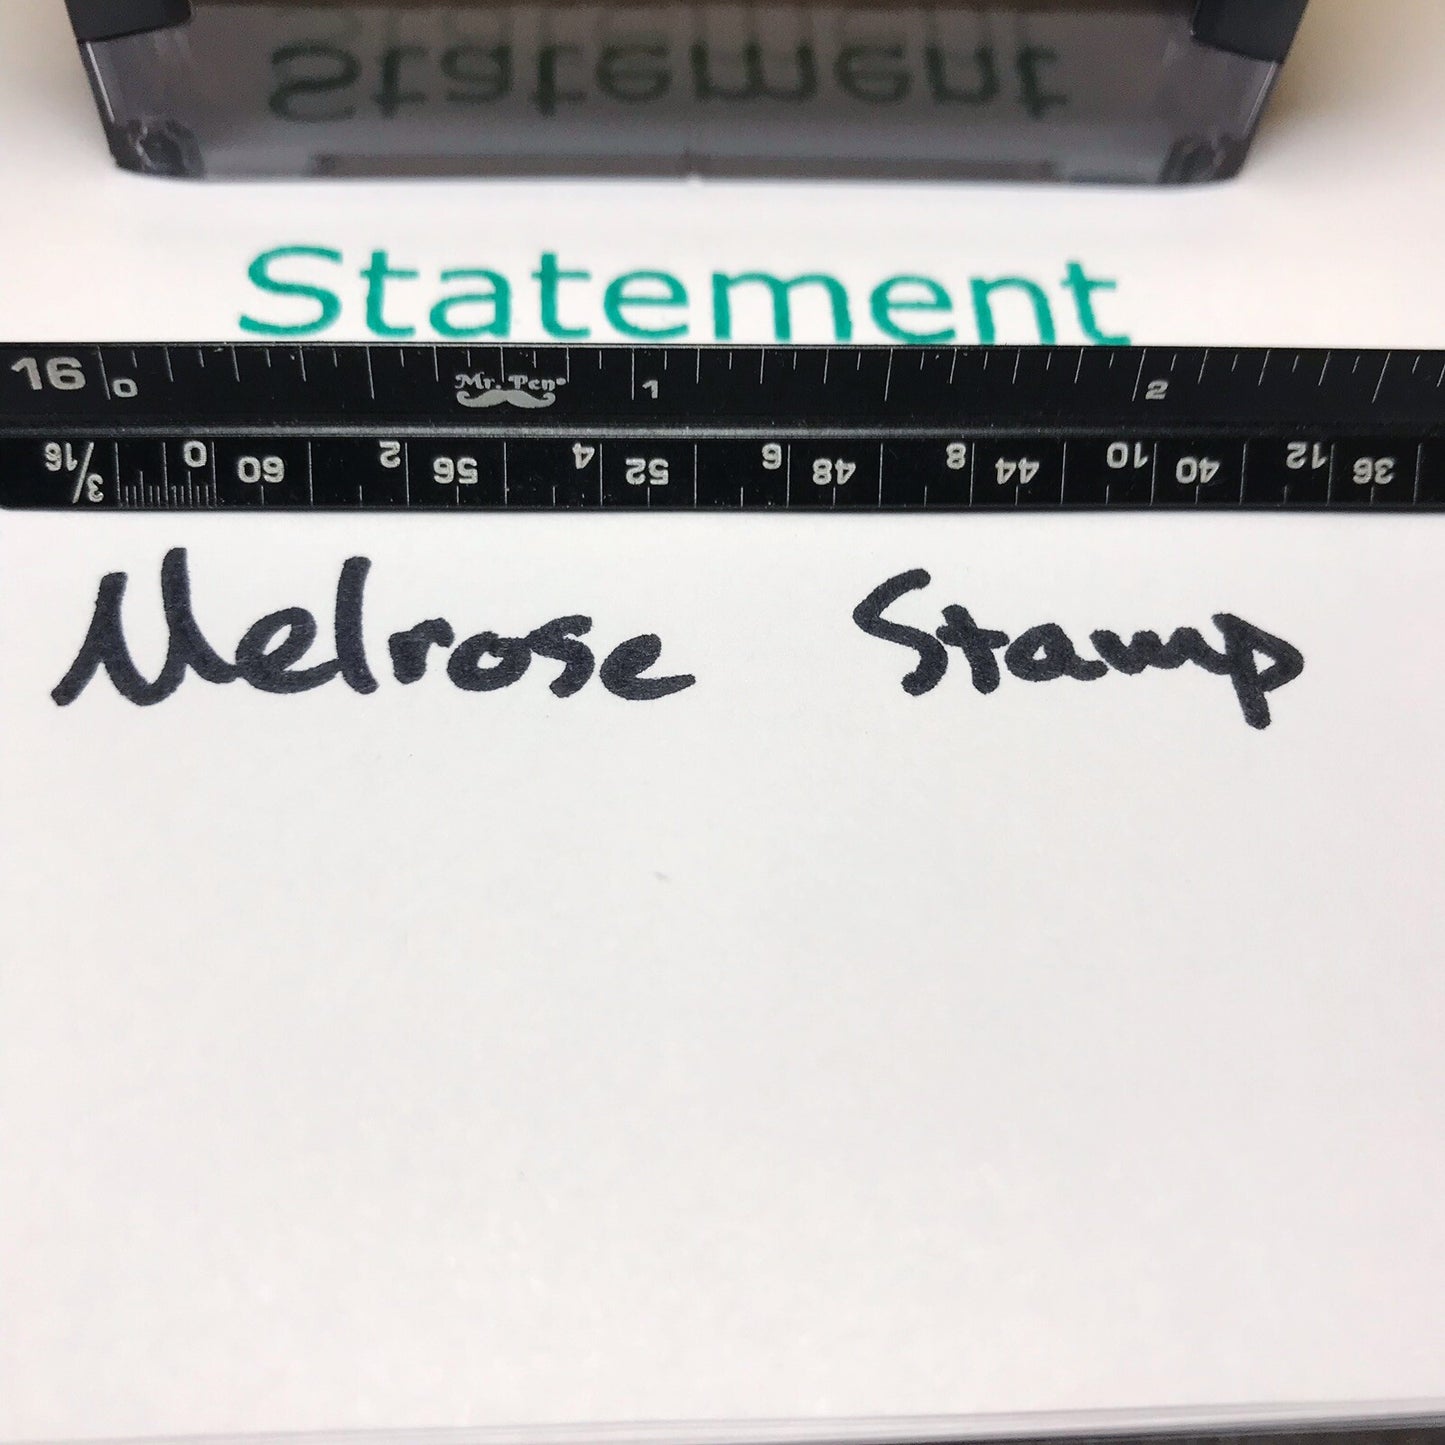 Statement
Statement
16 0 Mr. Pen® 1 2
3/16 0 60 2 56 4 52 6 48 8 44 10 40 12 36
Melrose Stamp